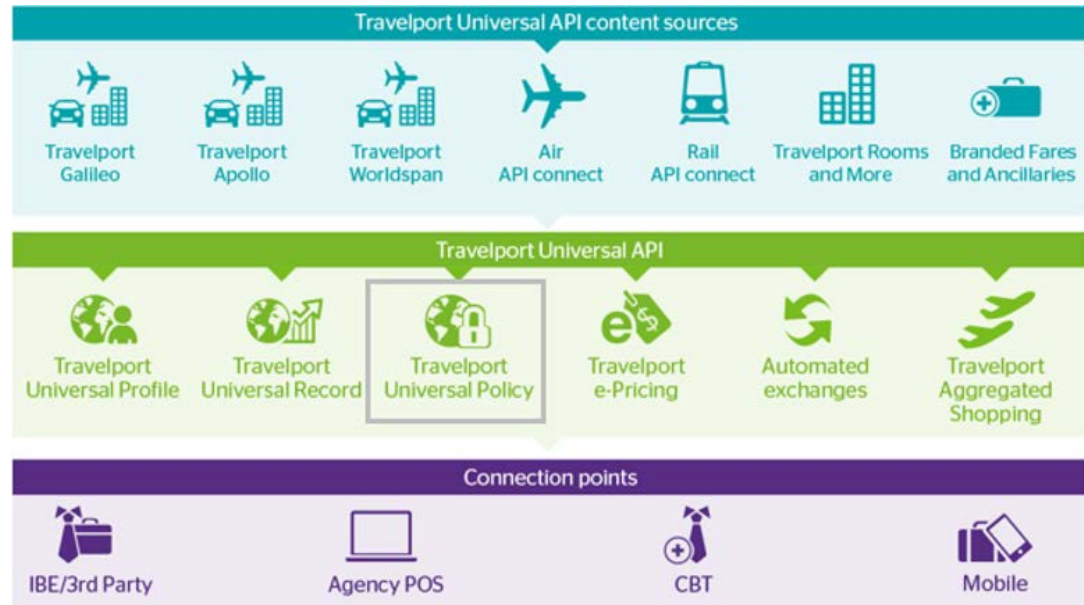 Travelport Universal API content sources
Travelport
Galileo
Travelport
Apollo
Travelport
Worldspan
Air
API connect
Rail
API connect
Travelport Rooms
and More
Branded Fares
and Ancillaries
Travelport Universal API
Travelport
Universal Profile
Travelport
Universal Record
Travelport
Universal Policy
e$
Travelport
e-Pricing
Automated
exchanges
Travelport
Aggregated
Shopping
Connection points
IBE/3rd Party
Agency POS
CBT
Mobile